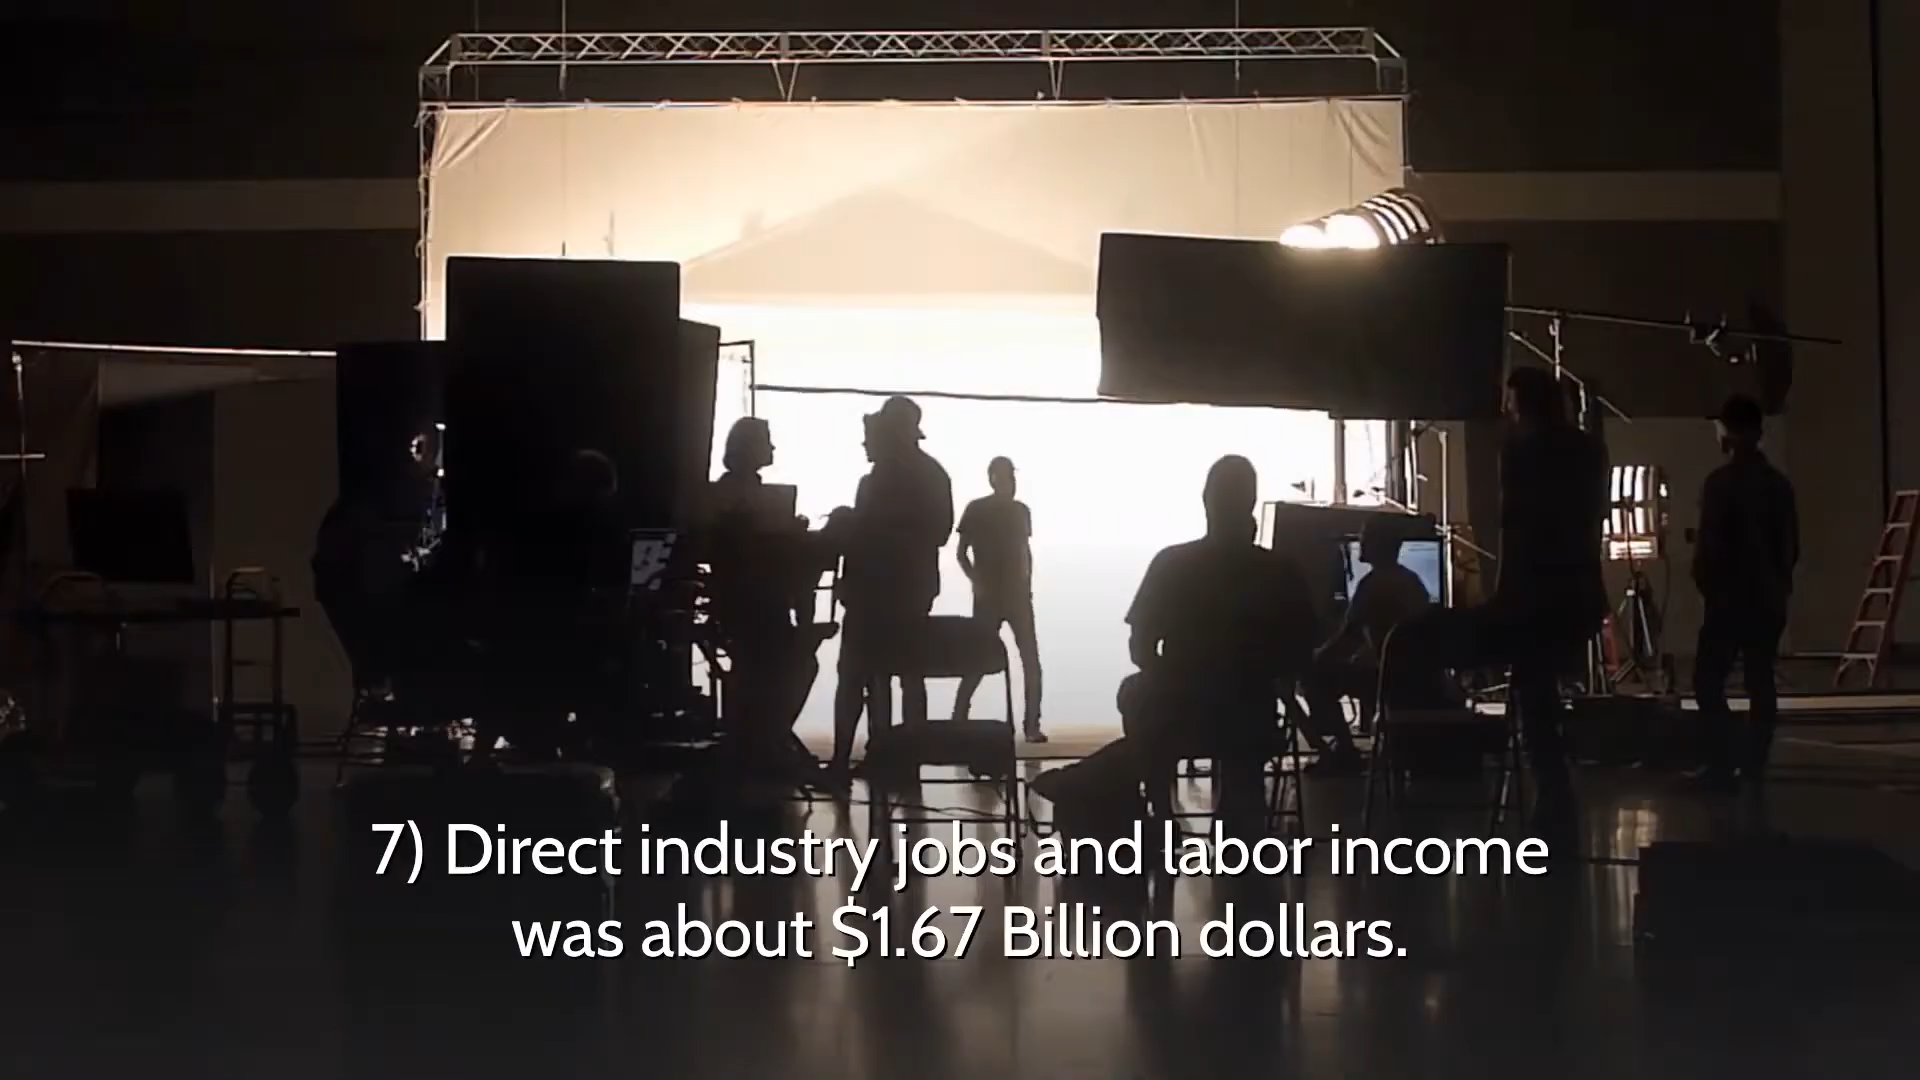 7) Direct industry jobs and labor income
was about $1.67 Billion dollars.